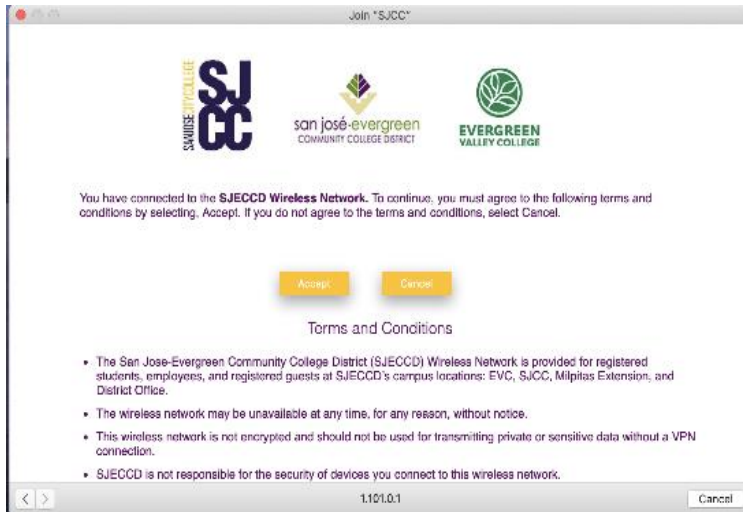 Join "SJCC"
SANJOSECITYCOLLEGE
SJ
CC
san josé·evergreen
COMMUNITY COLLEGE DISTRICT
EVERGREEN
VALLEY COLLEGE
You have connected to the SJECCD Wireless Network. To continue, you must agree to the following terms and
conditions by selecting, Accept. If you do not agree to the terms and conditions, select Cancel.
Accept
Cancel
Terms and Conditions
• The San Jose-Evergreen Community College District (SJECCD) Wireless Network is provided for registered
students, employees, and registered guests at SJECCD's campus locations: EVC, SJCC, Milpitas Extension, and
District Office.
• The wireless network may be unavailable at any time, for any reason, without notice.
• This wireless network is not encrypted and should not be used for transmitting private or sensitive data without a VPN
connection.
• SJECCD is not responsible for the security of devices you connect to this wireless network.
1.101.0.1
Cancel